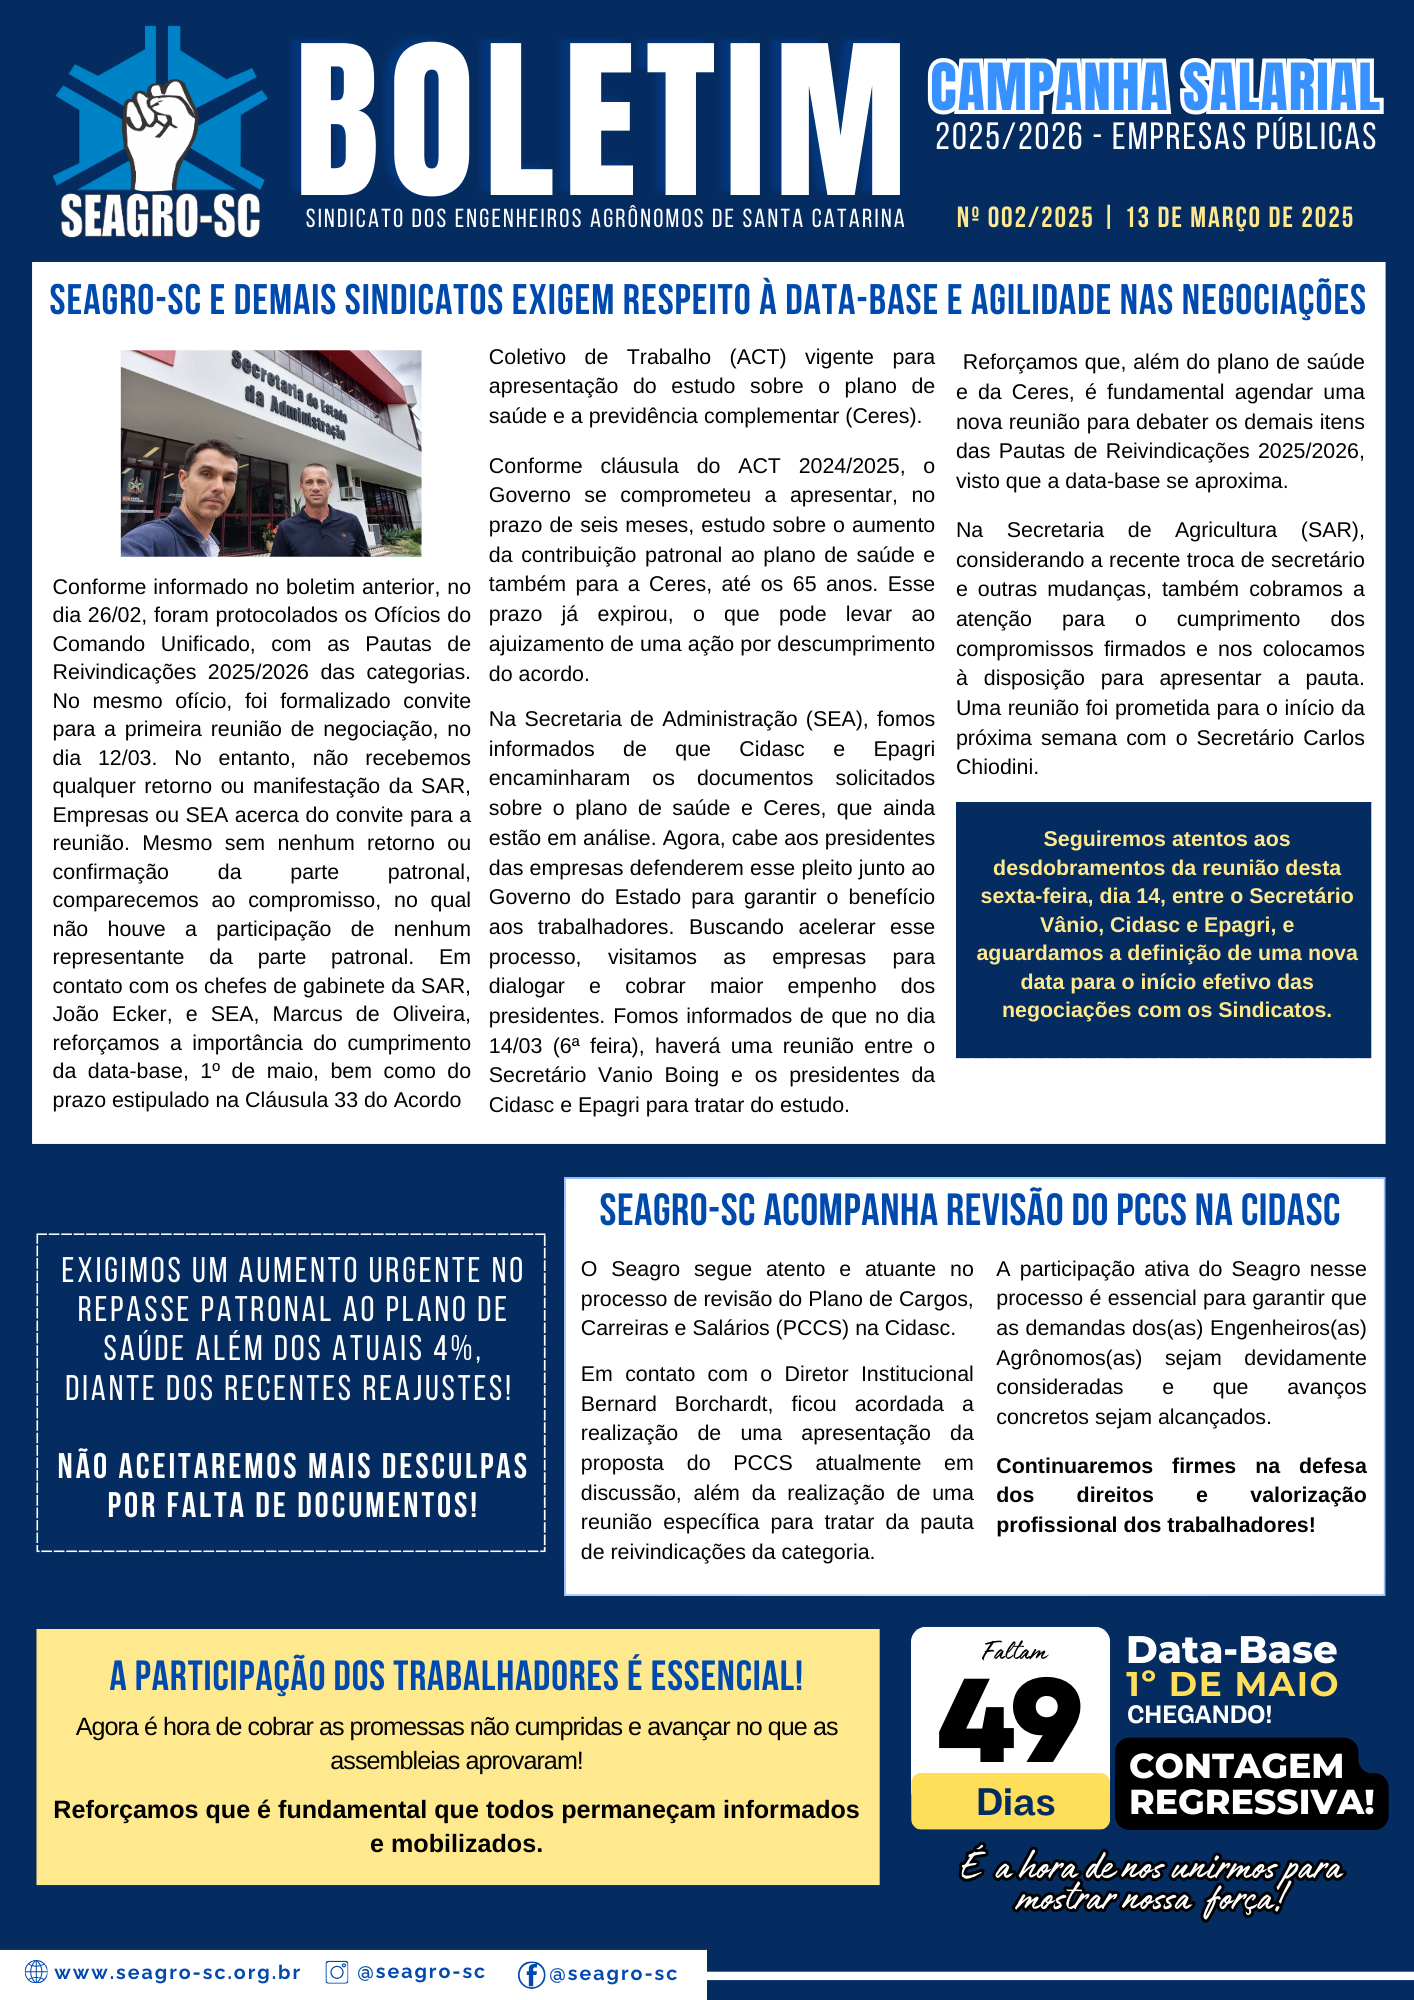 SEAGRO-SC
BOLETIM
SINDICATO DOS ENGENHEIROS AGRÔNOMOS DE SANTA CATARINA
CAMPANHA SALARIAL
2025/2026 - EMPRESAS PÚBLICAS
Nº 002/2025 | 13 DE MARÇO DE 2025
SEAGRO-SC E DEMAIS SINDICATOS EXIGEM RESPEITO À DATA-BASE E AGILIDADE NAS NEGOCIAÇÕES
Secretaria de Estado
da Administração
Conforme informado no boletim anterior, no
dia 26/02, foram protocolados os Ofícios do
Comando Unificado, com as Pautas de
Reivindicações 2025/2026 das categorias.
No mesmo ofício, foi formalizado convite
para a primeira reunião de negociação, no
dia 12/03. No entanto, não recebemos
qualquer retorno ou manifestação da SAR,
Empresas ou SEA acerca do convite para a
reunião. Mesmo sem nenhum retorno ou
confirmação da parte patronal,
comparecemos ao compromisso, no qual
não houve a participação de nenhum
representante da parte patronal. Em
contato com os chefes de gabinete da SAR,
João Ecker, e SEA, Marcus de Oliveira,
reforçamos a importância do cumprimento
da data-base, 1º de maio, bem como do
prazo estipulado na Cláusula 33 do Acordo
Coletivo de Trabalho (ACT) vigente para
apresentação do estudo sobre o plano de
saúde e a previdência complementar (Ceres).
Conforme cláusula do ACT 2024/2025, o
Governo se comprometeu a apresentar, no
prazo de seis meses, estudo sobre o aumento
da contribuição patronal ao plano de saúde e
também para a Ceres, até os 65 anos. Esse
prazo já expirou, o que pode levar ao
ajuizamento de uma ação por descumprimento
do acordo.
Na Secretaria de Administração (SEA), fomos
informados de que Cidasc e Epagri
encaminharam os documentos solicitados
sobre o plano de saúde e Ceres, que ainda
estão em análise. Agora, cabe aos presidentes
das empresas defenderem esse pleito junto ao
Governo do Estado para garantir o benefício
aos trabalhadores. Buscando acelerar esse
processo, visitamos as empresas para
dialogar e cobrar maior empenho dos
presidentes. Fomos informados de que no dia
14/03 (6ª feira), haverá uma reunião entre o
Secretário Vanio Boing e os presidentes da
Cidasc e Epagri para tratar do estudo.
Reforçamos que, além do plano de saúde
e da Ceres, é fundamental agendar uma
nova reunião para debater os demais itens
das Pautas de Reivindicações 2025/2026,
visto que a data-base se aproxima.
Na Secretaria de Agricultura (SAR),
considerando a recente troca de secretário
e outras mudanças, também cobramos a
atenção para o cumprimento dos
compromissos firmados e nos colocamos
à disposição para apresentar a pauta.
Uma reunião foi prometida para o início da
próxima semana com o Secretário Carlos
Chiodini.
Seguiremos atentos aos
desdobramentos da reunião desta
sexta-feira, dia 14, entre o Secretário
Vânio, Cidasc e Epagri, e
aguardamos a definição de uma nova
data para o início efetivo das
negociações com os Sindicatos.
EXIGIMOS UM AUMENTO URGENTE NO
REPASSE PATRONAL AO PLANO DE
SAÚDE ALÉM DOS ATUAIS 4%,
DIANTE DOS RECENTES REAJUSTES!
NÃO ACEITAREMOS MAIS DESCULPAS
POR FALTA DE DOCUMENTOS!
SEAGRO-SC ACOMPANHA REVISÃO DO PCCS NA CIDASC
O Seagro segue atento e atuante no
processo de revisão do Plano de Cargos,
Carreiras e Salários (PCCS) na Cidasc.
Em contato com o Diretor Institucional
Bernard Borchardt, ficou acordada a
realização de uma apresentação da
proposta do PCCS atualmente em
discussão, além da realização de uma
reunião específica para tratar da pauta
de reivindicações da categoria.
A participação ativa do Seagro nesse
processo é essencial para garantir que
as demandas dos(as) Engenheiros(as)
Agrônomos(as) sejam devidamente
consideradas e que avanços
concretos sejam alcançados.
Continuaremos firmes na defesa
dos direitos e valorização
profissional dos trabalhadores!
A PARTICIPAÇÃO DOS TRABALHADORES É ESSENCIAL!
Agora é hora de cobrar as promessas não cumpridas e avançar no que as
assembleias aprovaram!
Reforçamos que é fundamental que todos permaneçam informados
e mobilizados.
Faltam
49
Dias
Data-Base
1º DE MAIO
CHEGANDO!
CONTAGEM
REGRESSIVA!
É a hora de nos unirmos para
mostrar nossa força!
www.seagro-sc.org.br
@seagro-sc
@seagro-sc